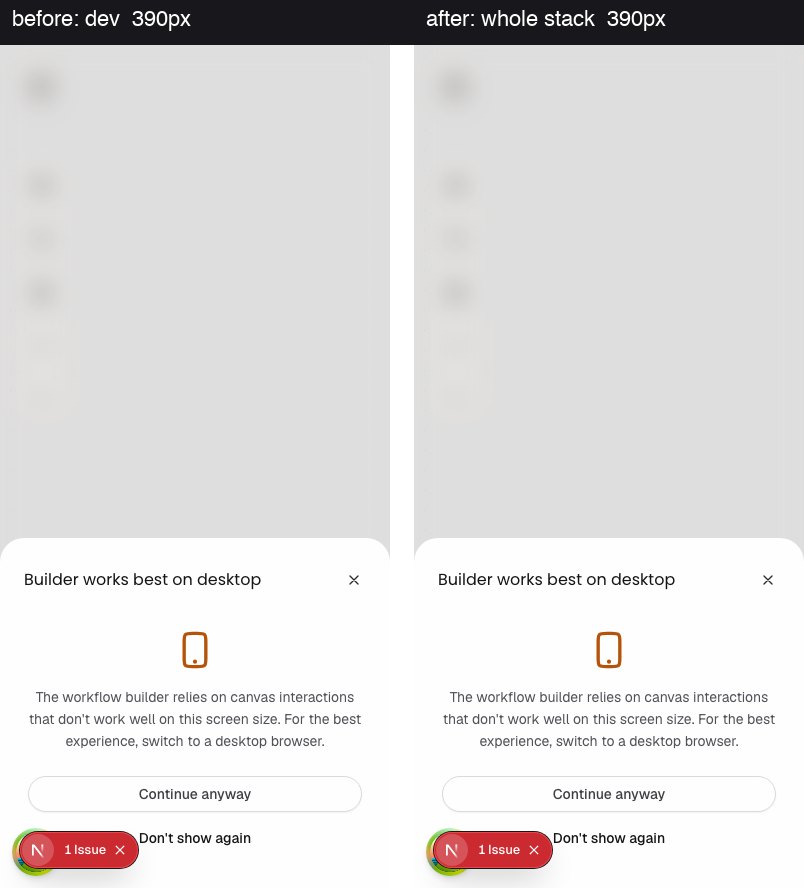 before: dev 390px
after: whole stack 390px
Builder works best on desktop
The workflow builder relies on canvas interactions
that don't work well on this screen size. For the best
experience, switch to a desktop browser.
Continue anyway
Don't show again
N 1 Issue
Builder works best on desktop
The workflow builder relies on canvas interactions
that don't work well on this screen size. For the best
experience, switch to a desktop browser.
Continue anyway
Don't show again
N 1 Issue